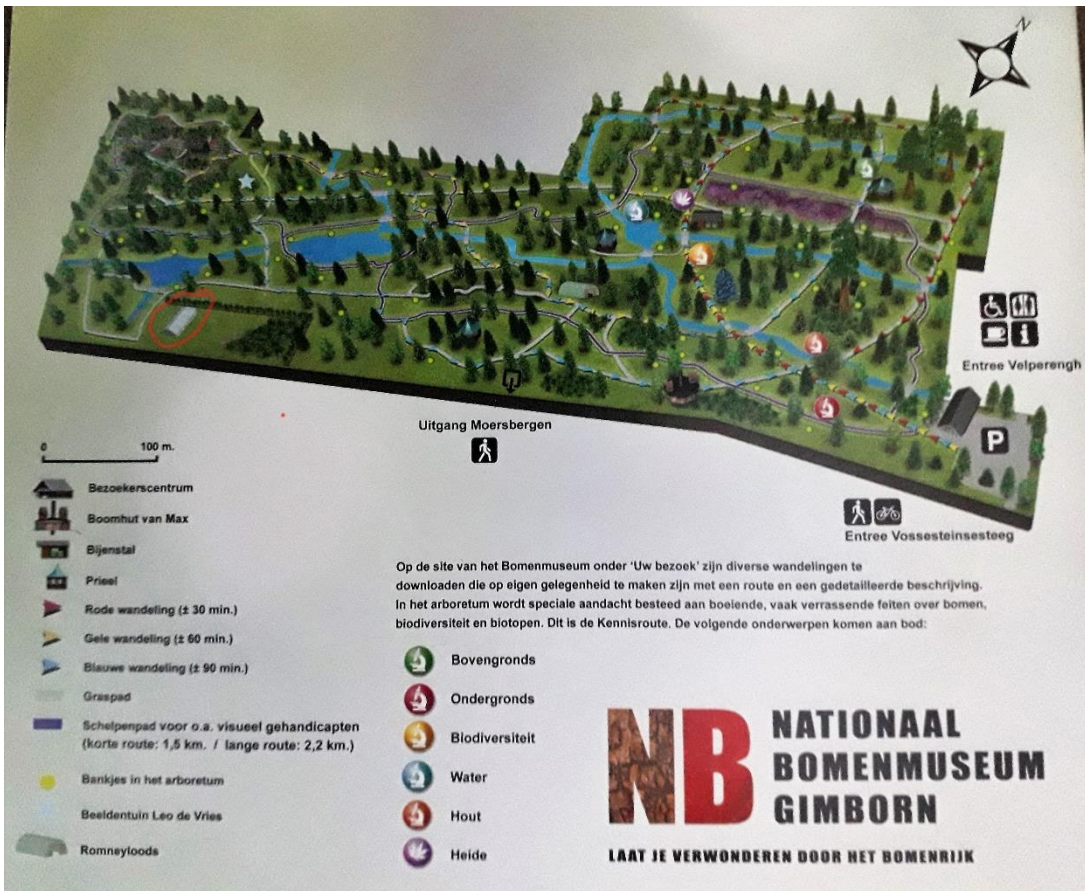 N
Entree Velperengh
P
Uitgang Moersbergen
Entree Vossesteinsesteeg
0 100 m.
Bezoekerscentrum
Boomhut van Max
Bijenstal
Prieel
Rode wandeling (± 30 min.)
Gele wandeling (± 60 min.)
Blauwe wandeling (± 90 min.)
Graspad
Schelpenpad voor o.a. visueel gehandicapten
(korte route: 1,5 km. / lange route: 2,2 km.)
Bankjes in het arboretum
Beeldentuin Leo de Vries
Romneyloods
Op de site van het Bomenmuseum onder ‘Uw bezoek’ zijn diverse wandelingen te
downloaden die op eigen gelegenheid te maken zijn met een route en een gedetailleerde beschrijving.
In het arboretum wordt speciale aandacht besteed aan boeiende, vaak verrassende feiten over bomen,
biodiversiteit en biotopen. Dit is de Kennisroute. De volgende onderwerpen komen aan bod:
Bovengronds
Ondergronds
Biodiversiteit
Water
Hout
Heide
NB
NATIONAAL
BOMENMUSEUM
GIMBORN
LAAT JE VERWONDEREN DOOR HET BOMENRIJK